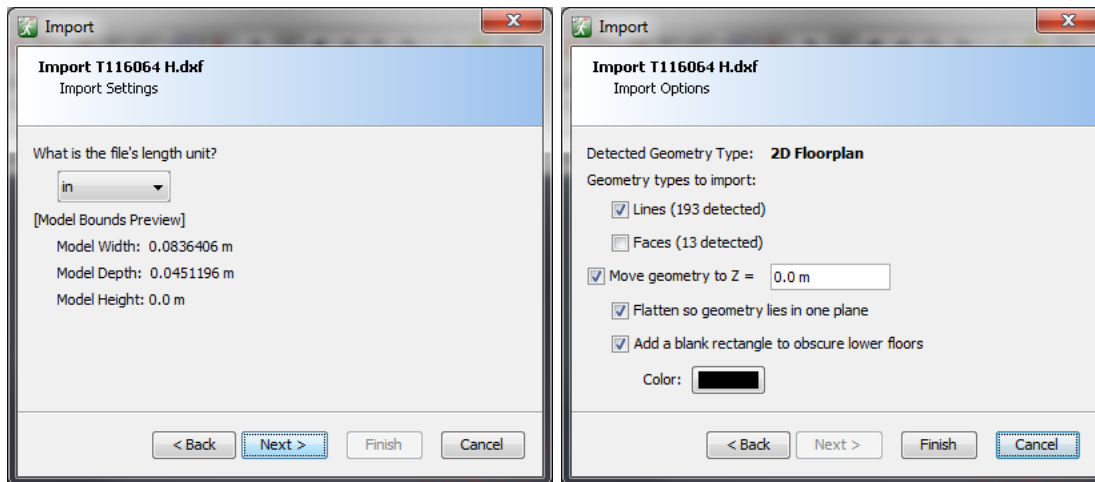 Import
Import T116064 H.dxf
Import Settings
What is the file's length unit?
in
[Model Bounds Preview]
Model Width: 0.0836406 m
Model Depth: 0.0451196 m
Model Height: 0.0 m
< Back Next > Finish Cancel
Import
Import T116064 H.dxf
Import Options
Detected Geometry Type: 2D Floorplan
Geometry types to import:
Lines (193 detected)
Faces (13 detected)
Move geometry to Z = 0.0 m
Flatten so geometry lies in one plane
Add a blank rectangle to obscure lower floors
Color:
< Back Next > Finish Cancel